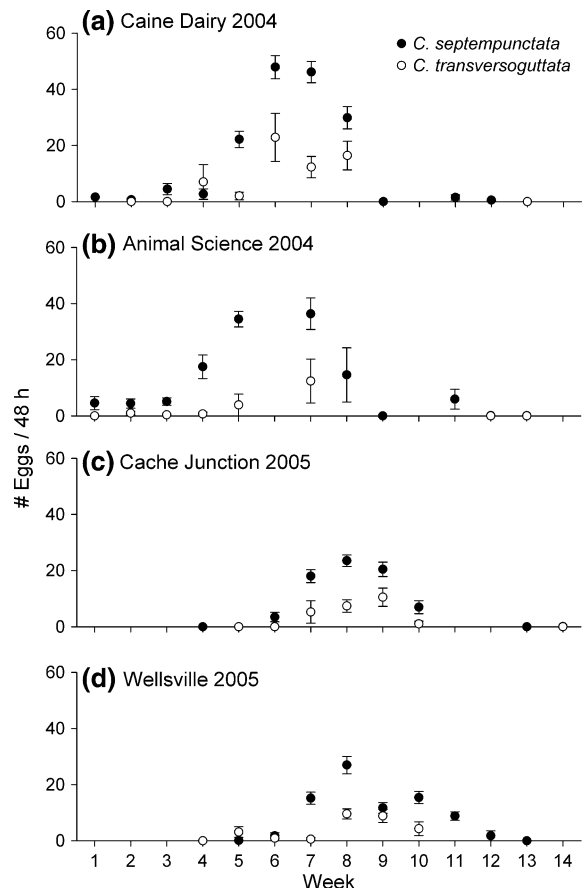 (a) Caine Dairy 2004
C. septempunctata
C. transversoguttata
60
40
20
0
(b) Animal Science 2004
60
40
20
0
# Eggs / 48 h
(c) Cache Junction 2005
60
40
20
0
(d) Wellsville 2005
60
40
20
0
1 2 3 4 5 6 7 8 9 10 11 12 13 14
Week